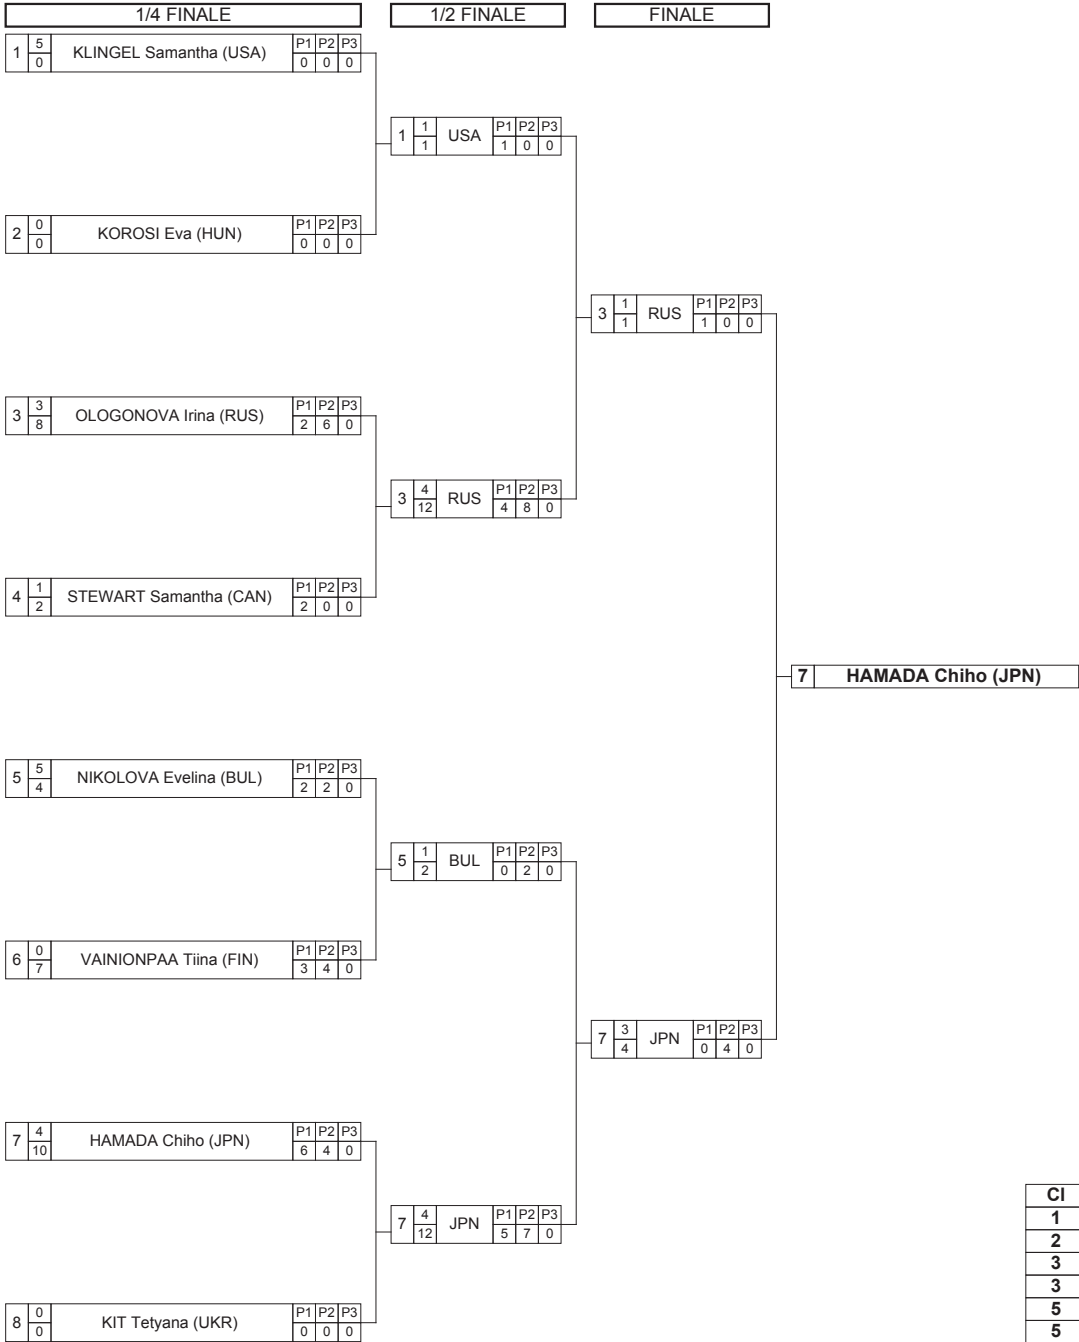 1/4 FINALE 1/2 FINALE FINALE
1 5 0 KLINGEL Samantha (USA) P1 P2 P3 0 0 0
1 1 1 USA P1 P2 P3 1 0 0
2 0 0 KOROSI Eva (HUN) P1 P2 P3 0 0 0
3 1 1 RUS P1 P2 P3 1 0 0
3 3 8 OLOGONOVA Irina (RUS) P1 P2 P3 2 6 0
3 4 12 RUS P1 P2 P3 4 8 0
4 1 2 STEWART Samantha (CAN) P1 P2 P3 2 0 0
7 HAMADA Chiho (JPN)
5 5 4 NIKOLOVA Evelina (BUL) P1 P2 P3 2 2 0
5 1 2 BUL P1 P2 P3 0 2 0
6 0 7 VAINIONPAA Tiina (FIN) P1 P2 P3 3 4 0
7 3 4 JPN P1 P2 P3 0 4 0
7 4 10 HAMADA Chiho (JPN) P1 P2 P3 6 4 0
7 4 12 JPN P1 P2 P3 5 7 0
8 0 0 KIT Tetyana (UKR) P1 P2 P3 0 0 0
Cl
1
2
3
3
5
5